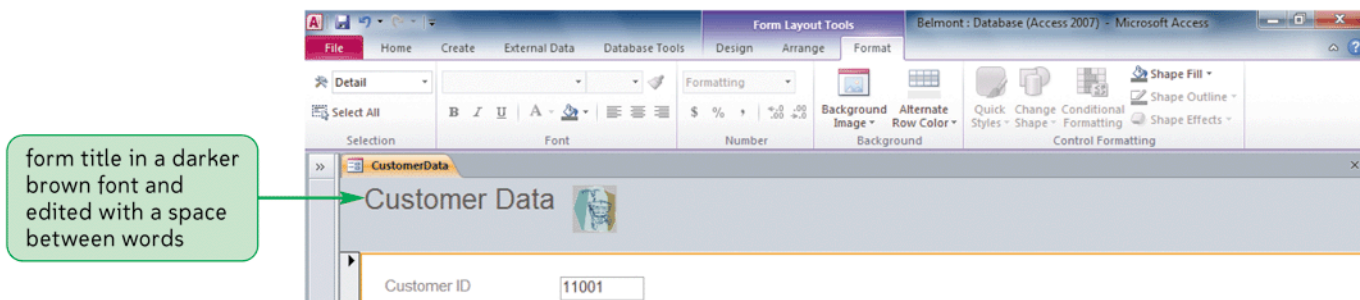 Form Layout Tools
Belmont : Database (Access 2007) - Microsoft Access
File Home Create External Data Database Tools Design Arrange Format
Detail
Formatting
Shape Fill
Select All
B I U A
$ % ,
Background Image
Alternate Row Color
Quick Styles
Change Shape
Conditional Formatting
Shape Outline
Shape Effects
Selection Font Number Background Control Formatting
form title in a darker
brown font and
edited with a space
between words
CustomerData
Customer Data
Customer ID 11001